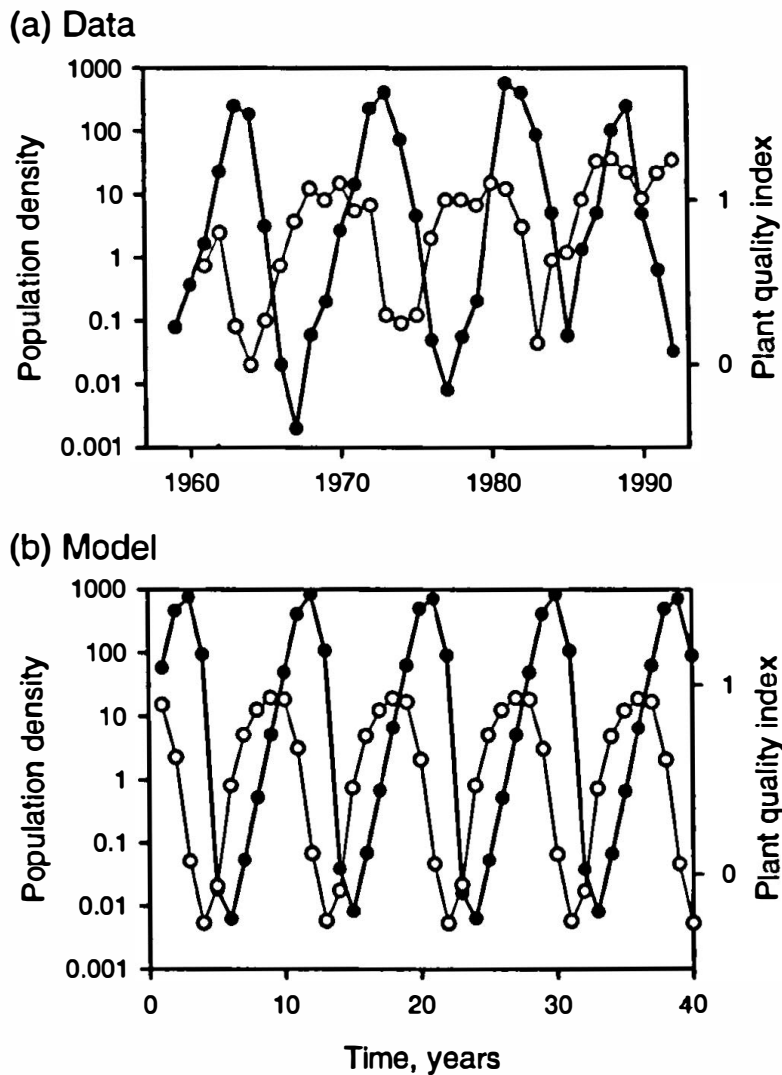 (a) Data
1000
100
10
1
0.1
0.01
0.001
Population density
1
0
Plant quality index
1960 1970 1980 1990
(b) Model
1000
100
10
1
0.1
0.01
0.001
Population density
1
0
Plant quality index
0 10 20 30 40
Time, years